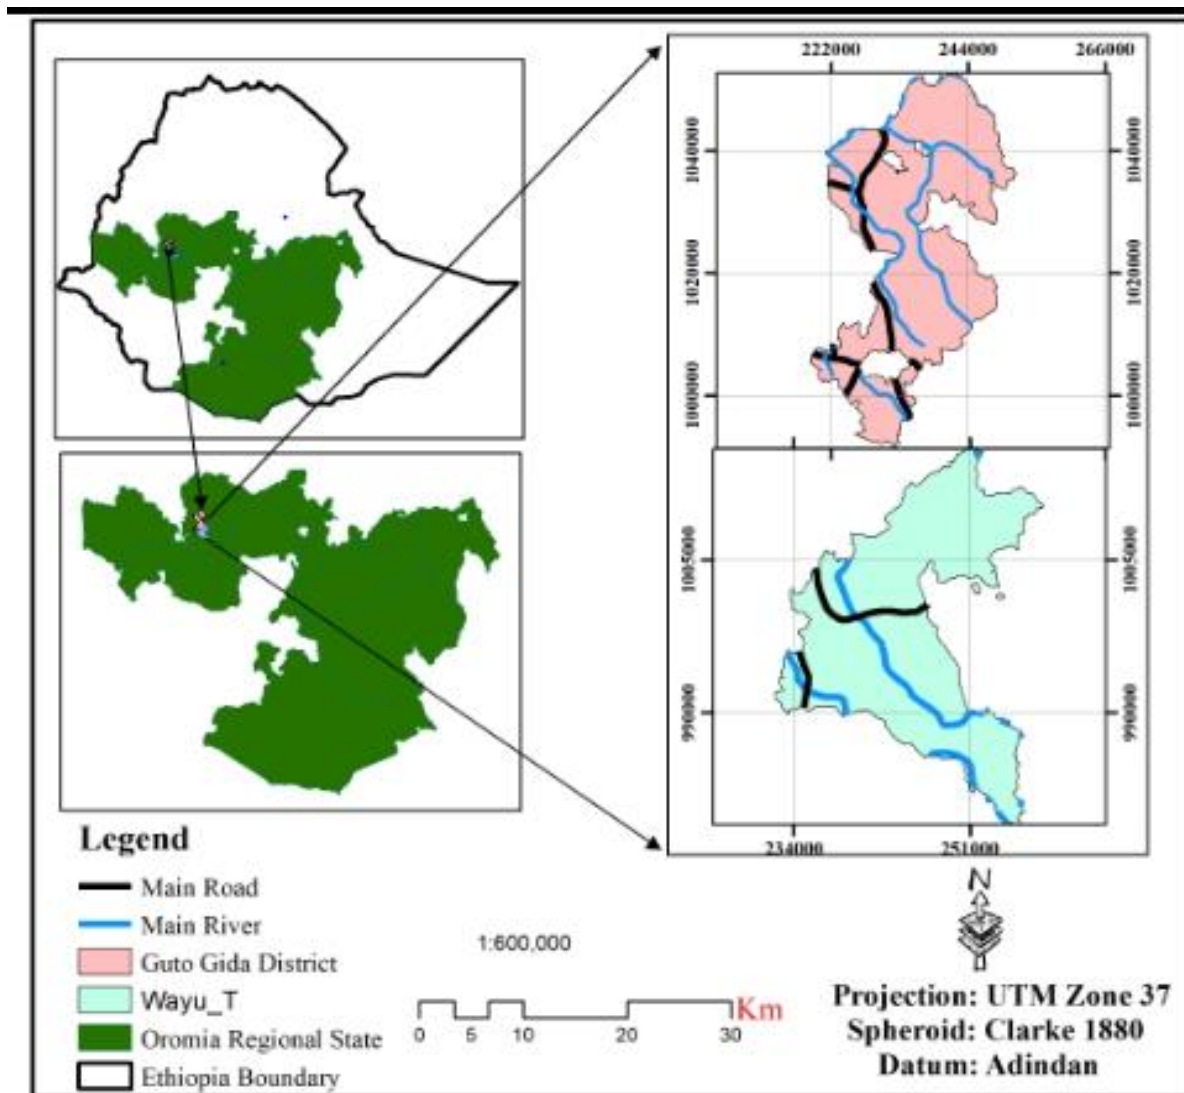 222000 244000 266000
1040000 1040000
1020000 1020000
1000000 1000000
1005000 1005000
990000 990000
234000 251000
Legend
Main Road
Main River
Guto Gida District
Wayu_T
Oromia Regional State
Ethiopia Boundary
1:600,000
0 5 10 20 30 Km
N
Projection: UTM Zone 37
Spheroid: Clarke 1880
Datum: Adindan